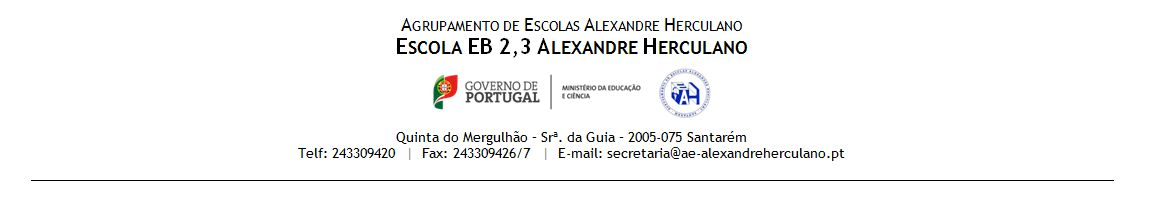 AGRUPAMENTO DE ESCOLAS ALEXANDRE HERCULANO
ESCOLA EB 2,3 ALEXANDRE HERCULANO
GOVERNO DE
PORTUGAL
MINISTÉRIO DA EDUCAÇÃO
E CIÊNCIA
Quinta do Mergulhão - Srª. da Guia - 2005-075 Santarém
Telf: 243309420 | Fax: 243309426/7 | E-mail: secretaria@ae-alexandreherculano.pt